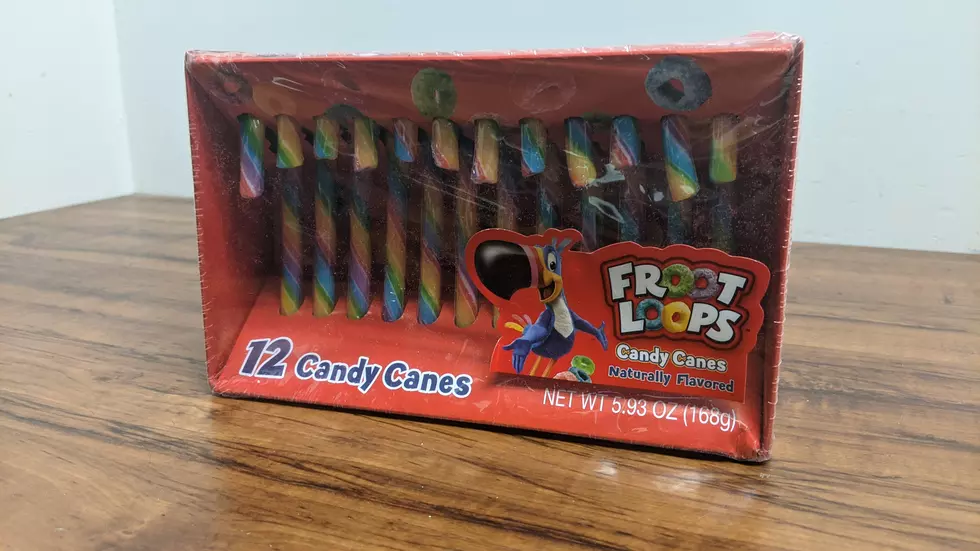 FROOT
LOOPS
Candy Canes
Naturally Flavored
12 Candy Canes
NET WT 5.93 OZ (168g)